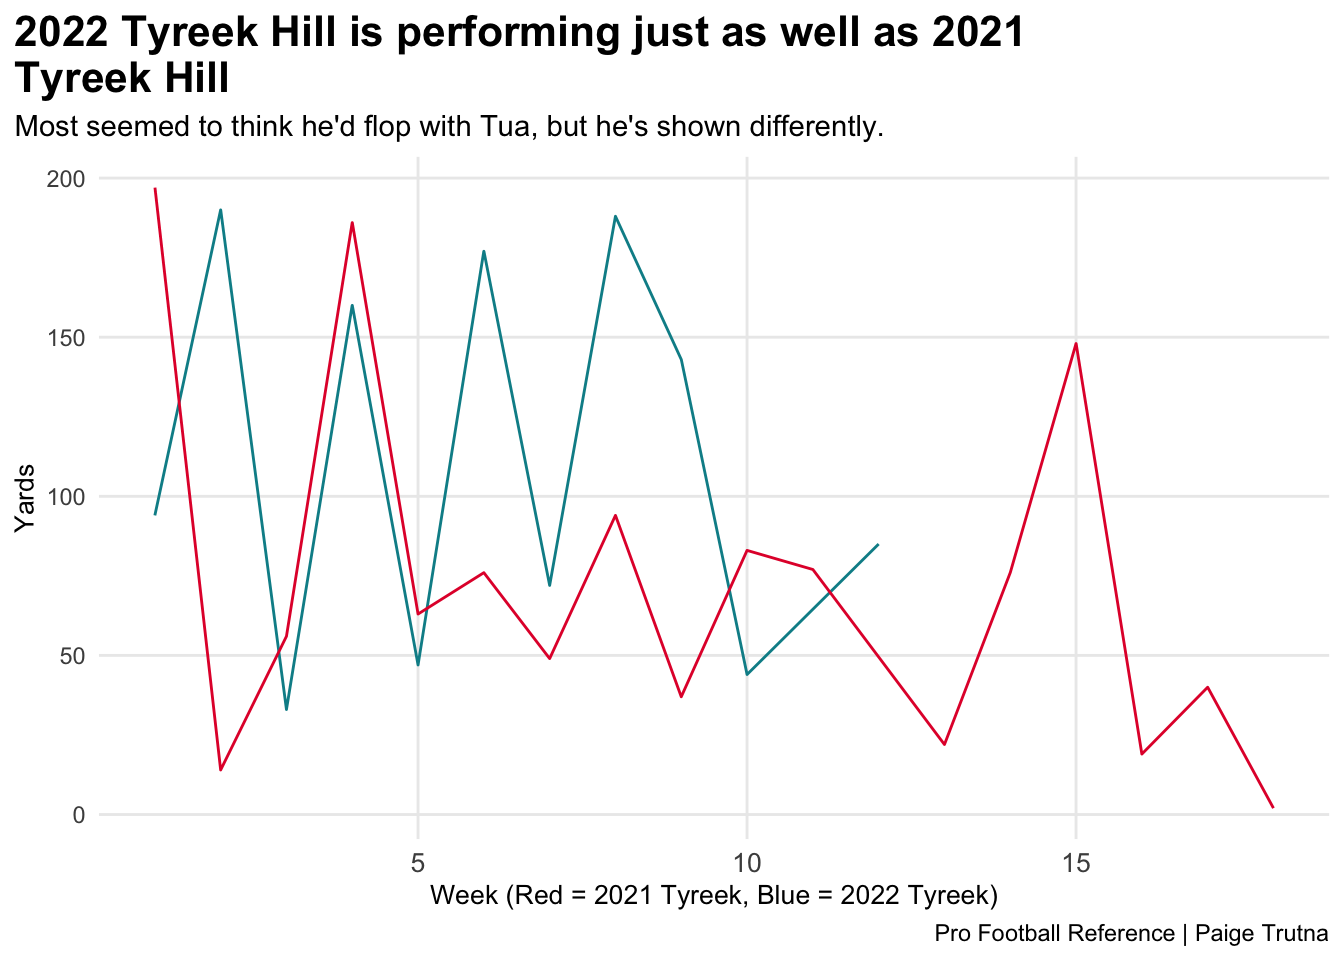 2022 Tyreek Hill is performing just as well as 2021
Tyreek Hill
Most seemed to think he'd flop with Tua, but he's shown differently.
200
150
100
50
0
Yards
5 10 15
Week (Red = 2021 Tyreek, Blue = 2022 Tyreek)
Pro Football Reference | Paige Trutna